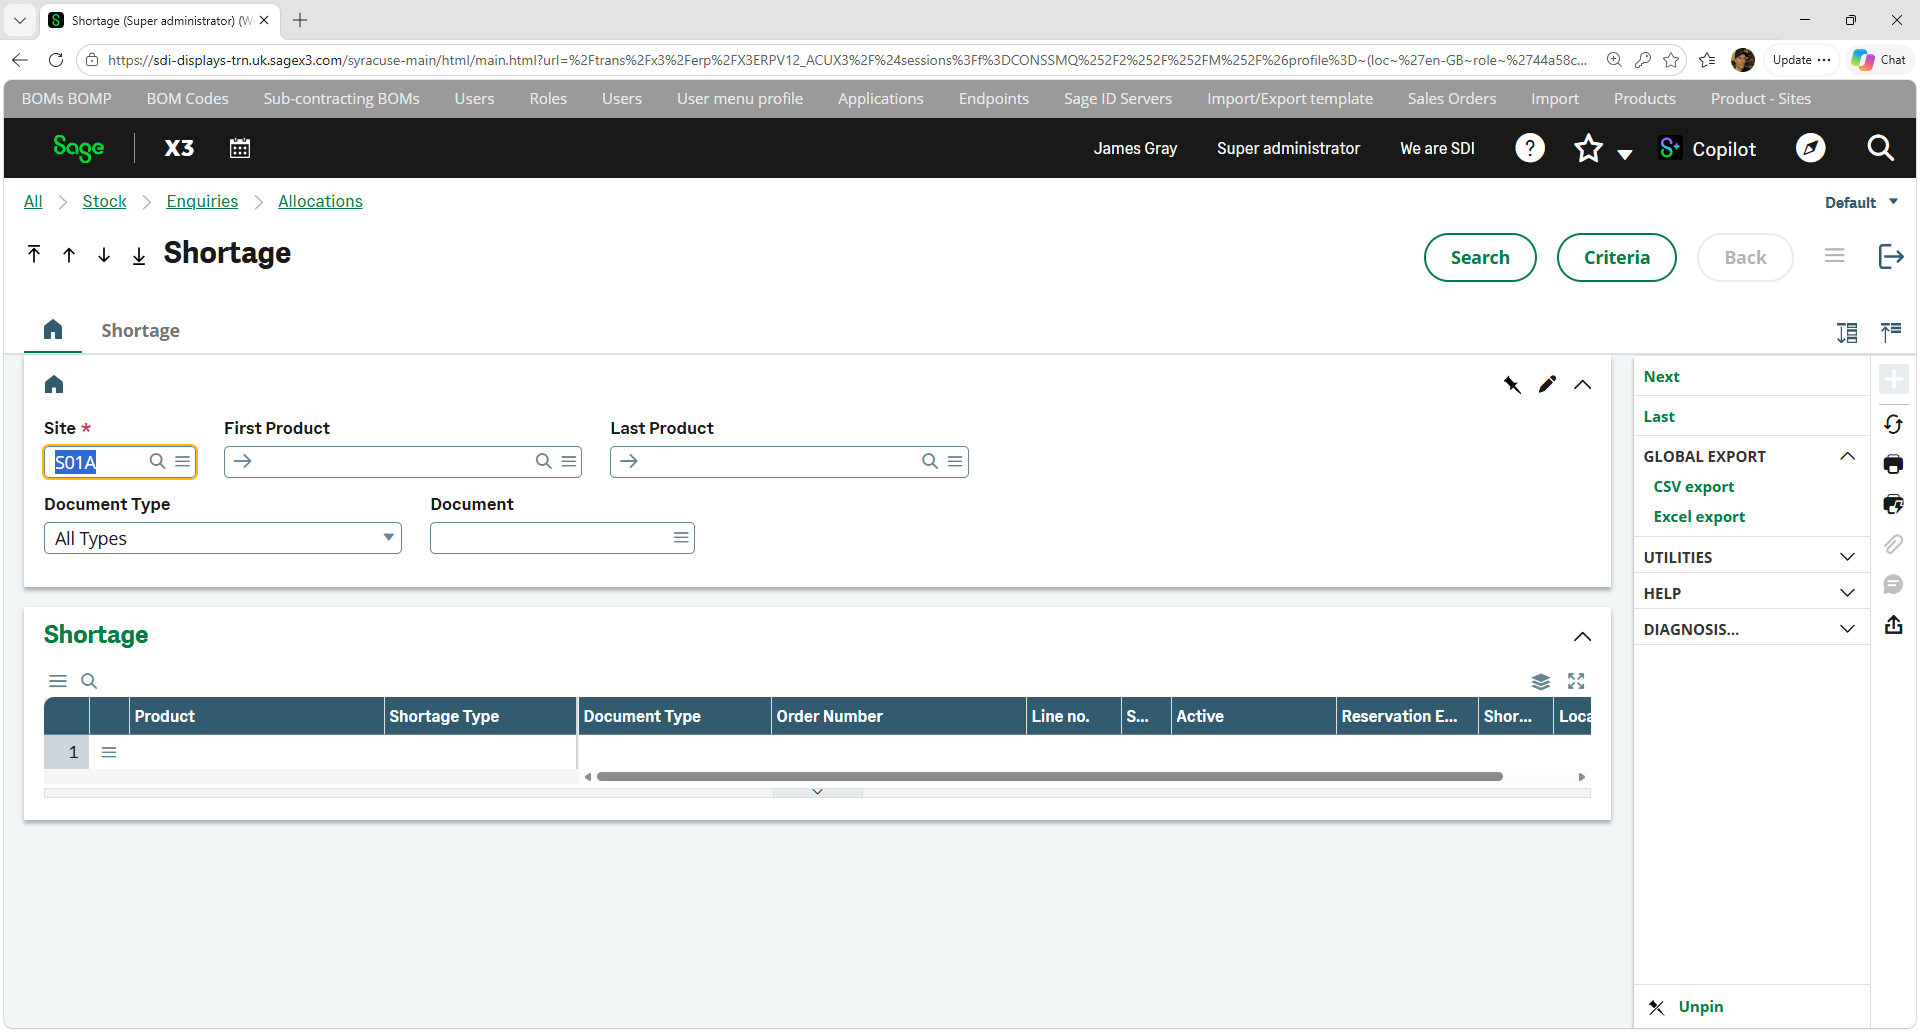 Shortage (Super administrator) (W
https://sdi-displays-trn.uk.sagex3.com/syracuse-main/html/main.html?url=%2Ftrans%2Fx3%2Ferp%2FX3ERPV12_ACUX3%2F%24sessions%3Ff%3DCONSSMQ%252F2%252F%252FM%252F%26profile%3D~(loc~%27en-GB~role~%2744a58c...
Update
Chat
BOMs BOMP BOM Codes Sub-contracting BOMs Users Roles Users User menu profile Applications Endpoints Sage ID Servers Import/Export template Sales Orders Import Products Product - Sites
Sage X3 James Gray Super administrator We are SDI ? Copilot
All Stock Enquiries Allocations Default
Shortage Search Criteria Back
Shortage
Site * First Product Last Product
S01A
Document Type Document
All Types
Shortage
Product Shortage Type Document Type Order Number Line no. S... Active Reservation E... Shor... Loca
1
Next
Last
GLOBAL EXPORT
CSV export
Excel export
UTILITIES
HELP
DIAGNOSIS...
Unpin